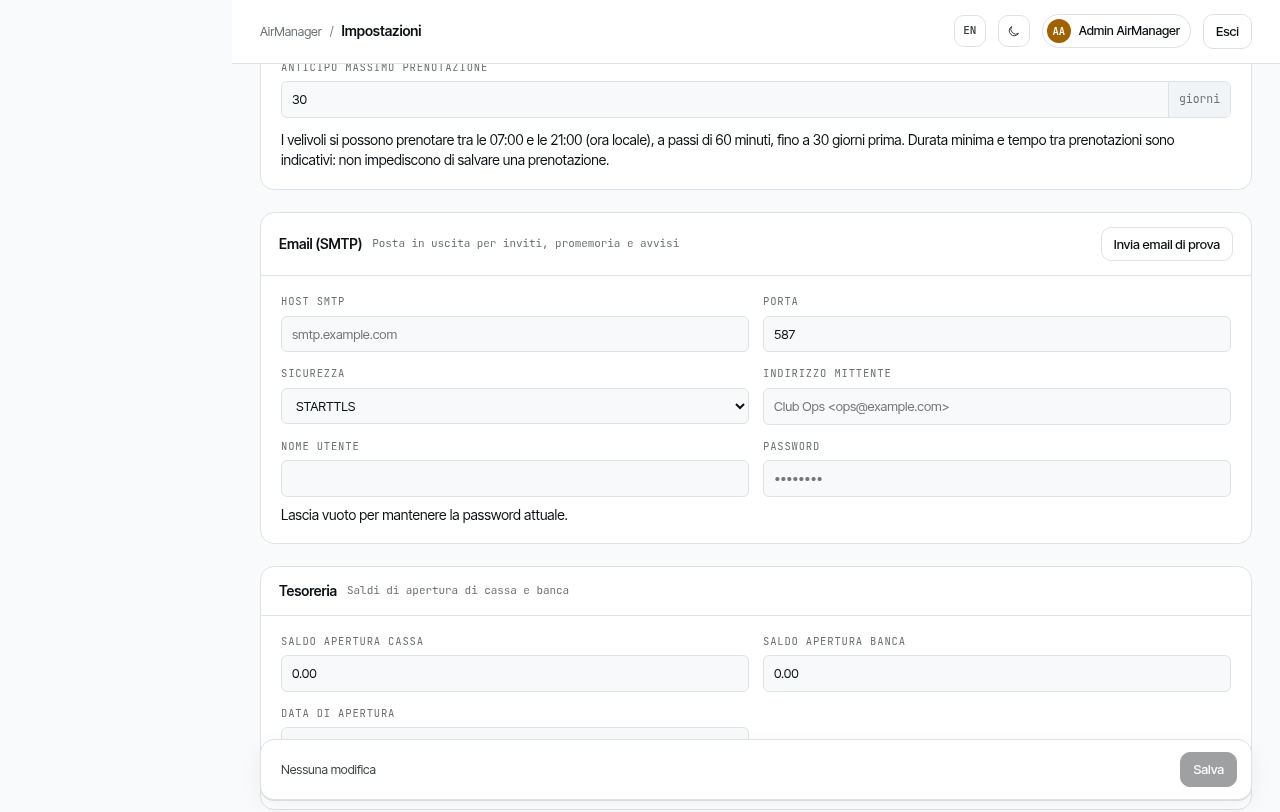 AirManager / Impostazioni
EN
AA Admin AirManager
Esci
ANTICIPO MASSIMO PRENOTAZIONE
30 giorni
I velivoli si possono prenotare tra le 07:00 e le 21:00 (ora locale), a passi di 60 minuti, fino a 30 giorni prima. Durata minima e tempo tra prenotazioni sono
indicativi: non impediscono di salvare una prenotazione.
Email (SMTP) Posta in uscita per inviti, promemoria e avvisi
Invia email di prova
HOST SMTP
smtp.example.com
PORTA
587
SICUREZZA
STARTTLS
INDIRIZZO MITTENTE
Club Ops <ops@example.com>
NOME UTENTE
PASSWORD
••••••••
Lascia vuoto per mantenere la password attuale.
Tesoreria Saldi di apertura di cassa e banca
SALDO APERTURA CASSA
0.00
SALDO APERTURA BANCA
0.00
DATA DI APERTURA
Nessuna modifica
Salva